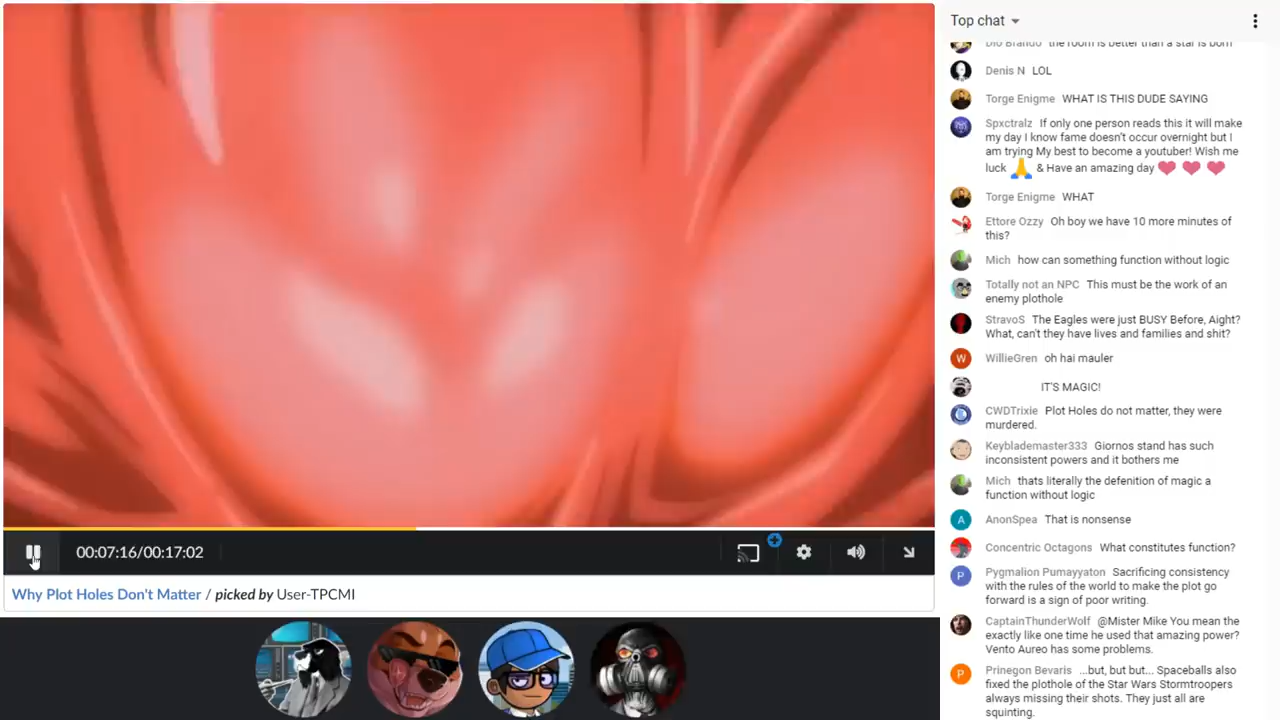 Top chat
Dio Brando the room is better than a star is born
Denis N LOL
Torge Enigme WHAT IS THIS DUDE SAYING
Spxctralz If only one person reads this it will make
my day I know fame doesn't occur overnight but I
am trying My best to become a youtuber! Wish me
luck 🙏 & Have an amazing day ❤ ❤ ❤
Torge Enigme WHAT
Ettore Ozzy Oh boy we have 10 more minutes of
this?
Mich how can something function without logic
Totally not an NPC This must be the work of an
enemy plothole
StravoS The Eagles were just BUSY Before, Aight?
What, can't they have lives and families and shit?
WillieGren oh hai mauler
IT'S MAGIC!
CWDTrixie Plot Holes do not matter, they were
murdered.
Keyblademaster333 Giornos stand has such
inconsistent powers and it bothers me
Mich thats literally the defenition of magic a
function without logic
AnonSpea That is nonsense
Concentric Octagons What constitutes function?
Pygmalion Pumayyaton Sacrificing consistency
with the rules of the world to make the plot go
forward is a sign of poor writing.
CaptainThunderWolf @Mister Mike You mean the
exactly like one time he used that amazing power?
Vento Aureo has some problems.
Prinegon Bevaris ...but, but but... Spaceballs also
fixed the plothole of the Star Wars Stormtroopers
always missing their shots. They just all are
squinting.
00:07:16/00:17:02
Why Plot Holes Don't Matter / picked by User-TPCMI